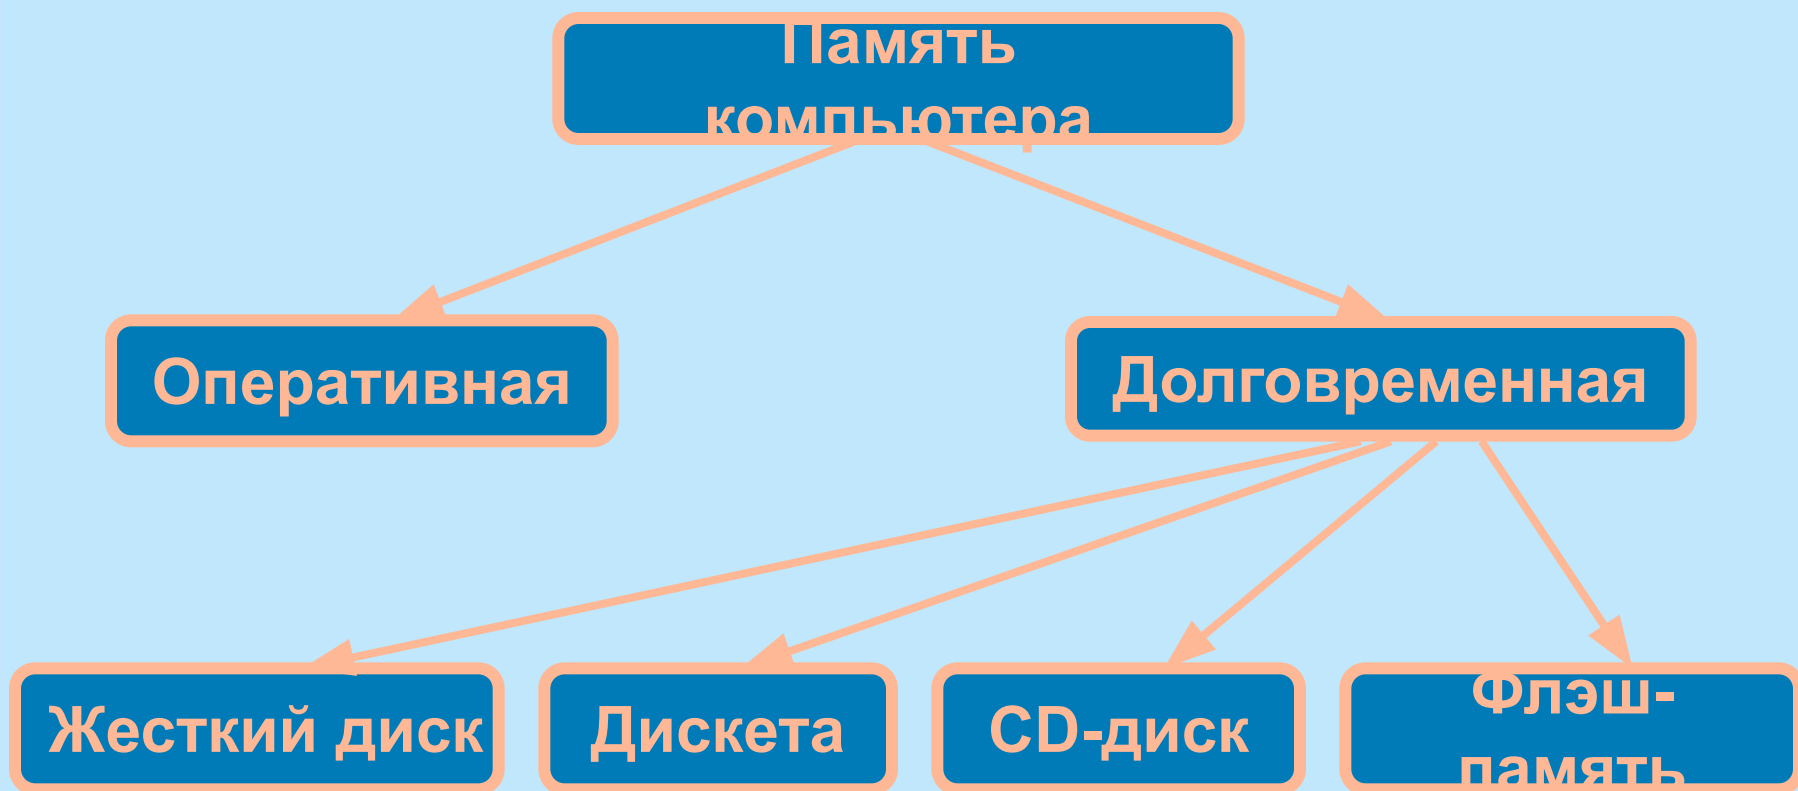 Память
компьютера
Оперативная
Долговременная
Жесткий диск
Дискета
CD-диск
Флэш-
память